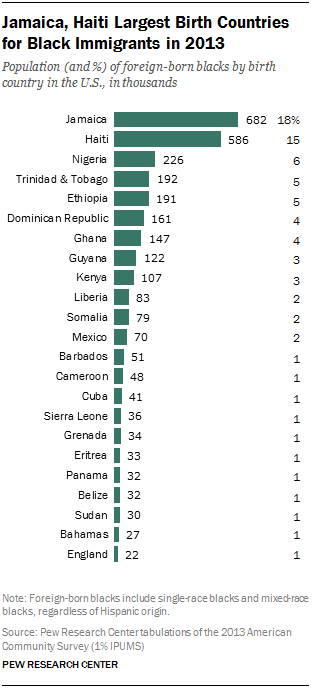 Jamaica, Haiti Largest Birth Countries
for Black Immigrants in 2013
Population (and %) of foreign-born blacks by birth
country in the U.S., in thousands
Jamaica 682 18%
Haiti 586 15
Nigeria 226 6
Trinidad & Tobago 192 5
Ethiopia 191 5
Dominican Republic 161 4
Ghana 147 4
Guyana 122 3
Kenya 107 3
Liberia 83 2
Somalia 79 2
Mexico 70 2
Barbados 51 1
Cameroon 48 1
Cuba 41 1
Sierra Leone 36 1
Grenada 34 1
Eritrea 33 1
Panama 32 1
Belize 32 1
Sudan 30 1
Bahamas 27 1
England 22 1
Note: Foreign-born blacks include single-race blacks and mixed-race
blacks, regardless of Hispanic origin.
Source: Pew Research Center tabulations of the 2013 American
Community Survey (1% IPUMS)
PEW RESEARCH CENTER